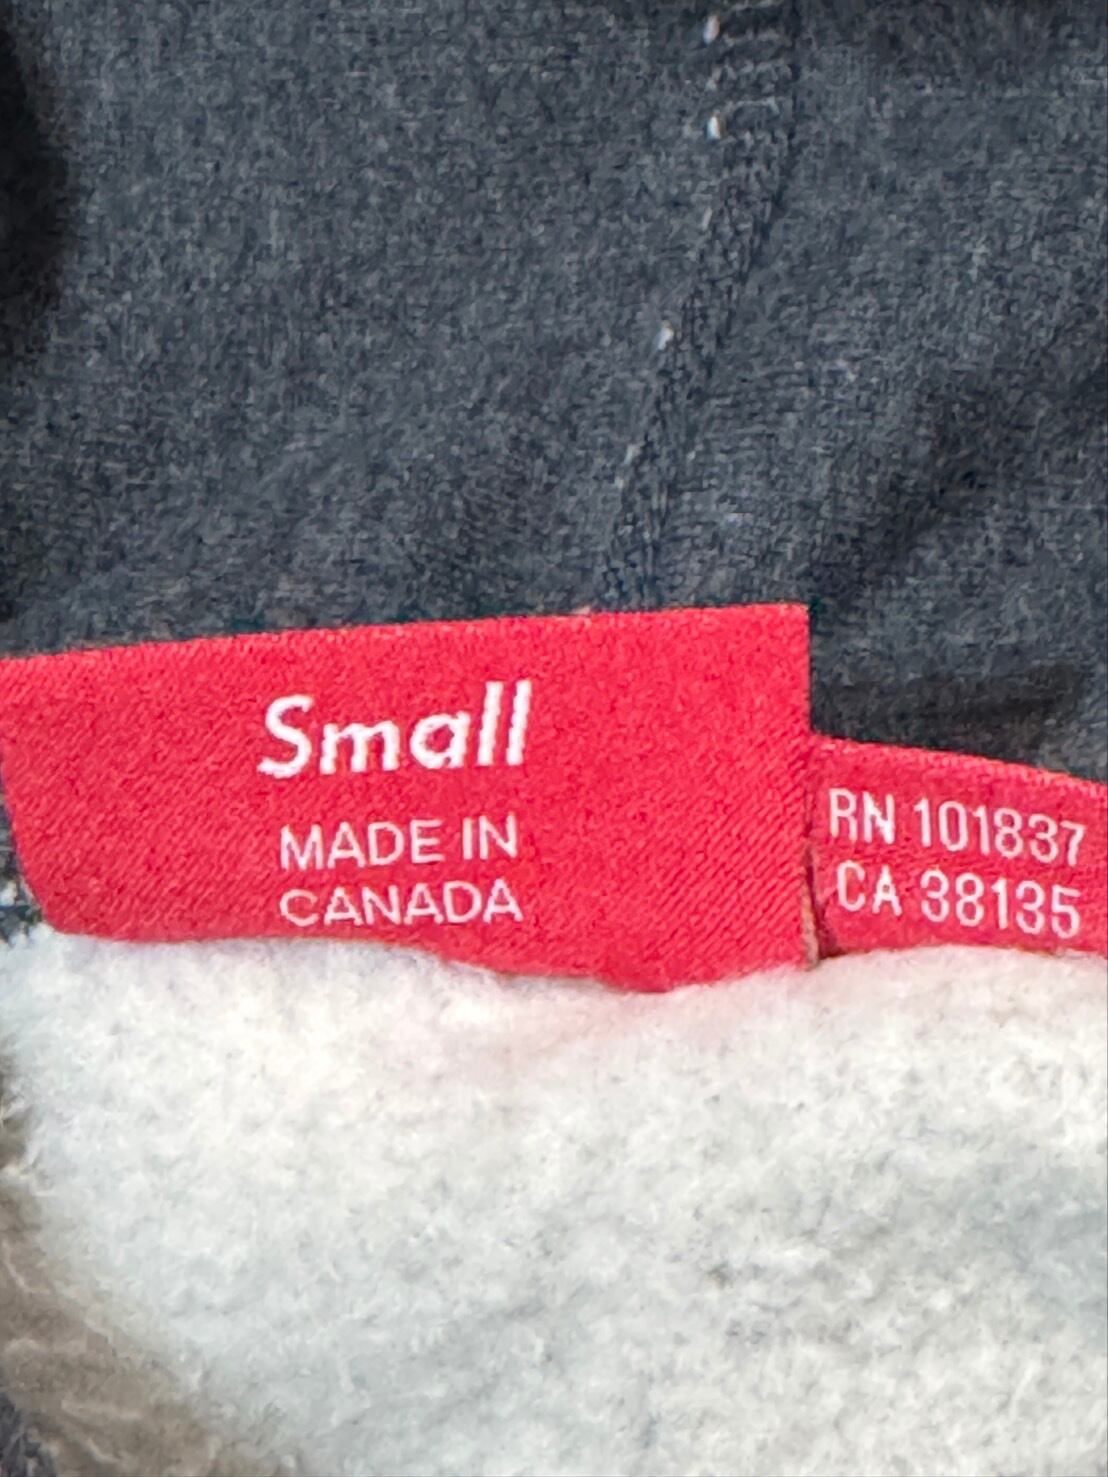 Small
MADE IN
CANADA
RN 101837
CA 38135